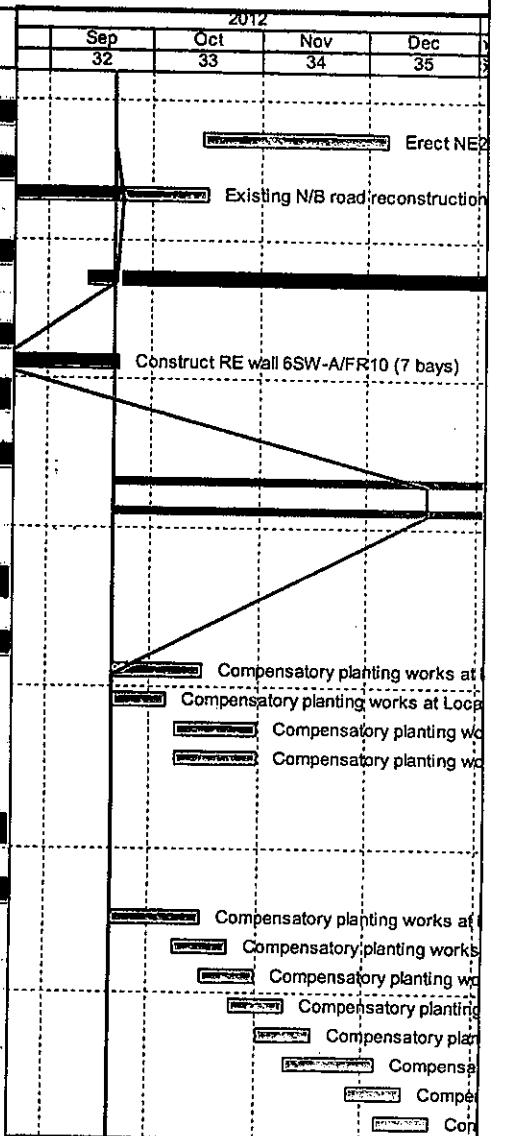 2012
Sep Oct Nov Dec
32 33 34 35
Erect NE2
Existing N/B road reconstruction
Construct RE wall 6SW-A/FR10 (7 bays)
Compensatory planting works at
Compensatory planting works at Loca
Compensatory planting wo
Compensatory planting wo
Compensatory planting works at
Compensatory planting works
Compensatory planting wo
Compensatory planting
Compensatory plan
Compensa
Compe
Con